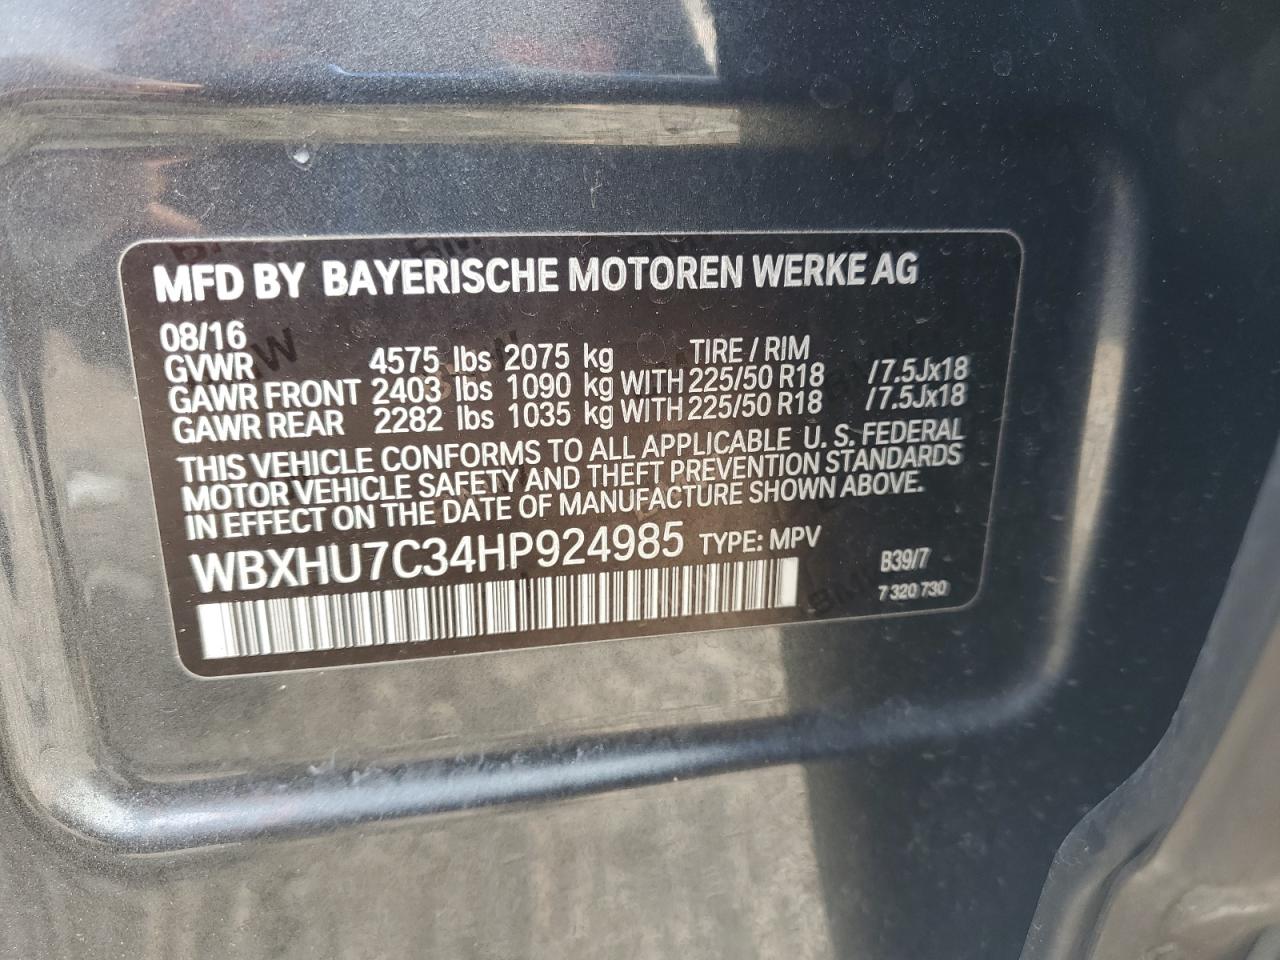 MFD BY BAYERISCHE MOTOREN WERKE AG
08/16
GVWR 4575 lbs 2075 kg TIRE / RIM
GAWR FRONT 2403 lbs 1090 kg WITH 225/50 R18 /7.5Jx18
GAWR REAR 2282 lbs 1035 kg WITH 225/50 R18 /7.5Jx18
THIS VEHICLE CONFORMS TO ALL APPLICABLE U. S. FEDERAL
MOTOR VEHICLE SAFETY AND THEFT PREVENTION STANDARDS
IN EFFECT ON THE DATE OF MANUFACTURE SHOWN ABOVE.
WBXHU7C34HP924985 TYPE: MPV
B39/7
7 320 730